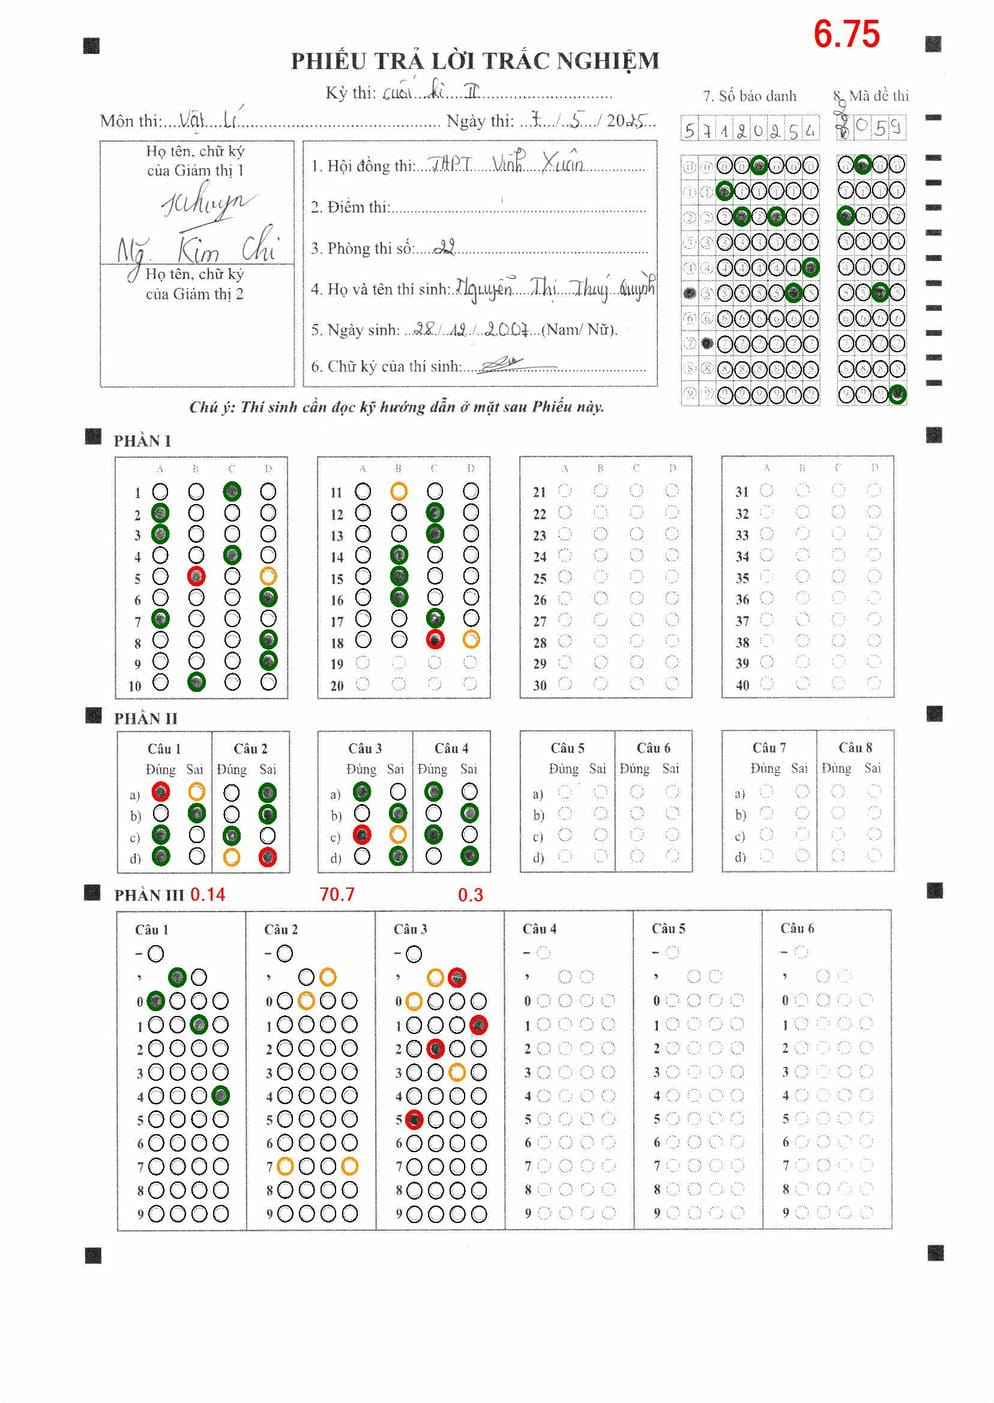 6.75
PHIẾU TRẢ LỜI TRẮC NGHIỆM
Kỳ thi: cuối kì II
Môn thi: Vật Lí Ngày thi: 7/5/2025
7. Số báo danh 8. Mã đề thi
5 7 1 2 0 2 5 4 2 0 5 9
Họ tên, chữ ký
của Giám thị 1
Ng. Kim Chi
Họ tên, chữ ký
của Giám thị 2
1. Hội đồng thi: THPT Vinh Xuân
2. Điểm thi:
3. Phòng thi số: 22
4. Họ và tên thí sinh: Nguyễn Thị Thuý Quỳnh
5. Ngày sinh: 28/12/2007 (Nam/ Nữ).
6. Chữ ký của thí sinh:
Chú ý: Thí sinh cần đọc kỹ hướng dẫn ở mặt sau Phiếu này.
PHẦN I
A B C D A B C D A B C D A B C D
1 11 21 31
2 12 22 32
3 13 23 33
4 14 24 34
5 15 25 35
6 16 26 36
7 17 27 37
8 18 28 38
9 19 29 39
10 20 30 40
PHẦN II
Câu 1 Câu 2 Câu 3 Câu 4 Câu 5 Câu 6 Câu 7 Câu 8
Đúng Sai Đúng Sai Đúng Sai Đúng Sai Đúng Sai Đúng Sai Đúng Sai Đúng Sai
a) a) a) a)
b) b) b) b)
c) c) c) c)
d) d) d) d)
PHẦN III 0.14 70.7 0.3
Câu 1 Câu 2 Câu 3 Câu 4 Câu 5 Câu 6
- - - - - -
, , , , , ,
0 0 0 0 0 0
1 1 1 1 1 1
2 2 2 2 2 2
3 3 3 3 3 3
4 4 4 4 4 4
5 5 5 5 5 5
6 6 6 6 6 6
7 7 7 7 7 7
8 8 8 8 8 8
9 9 9 9 9 9